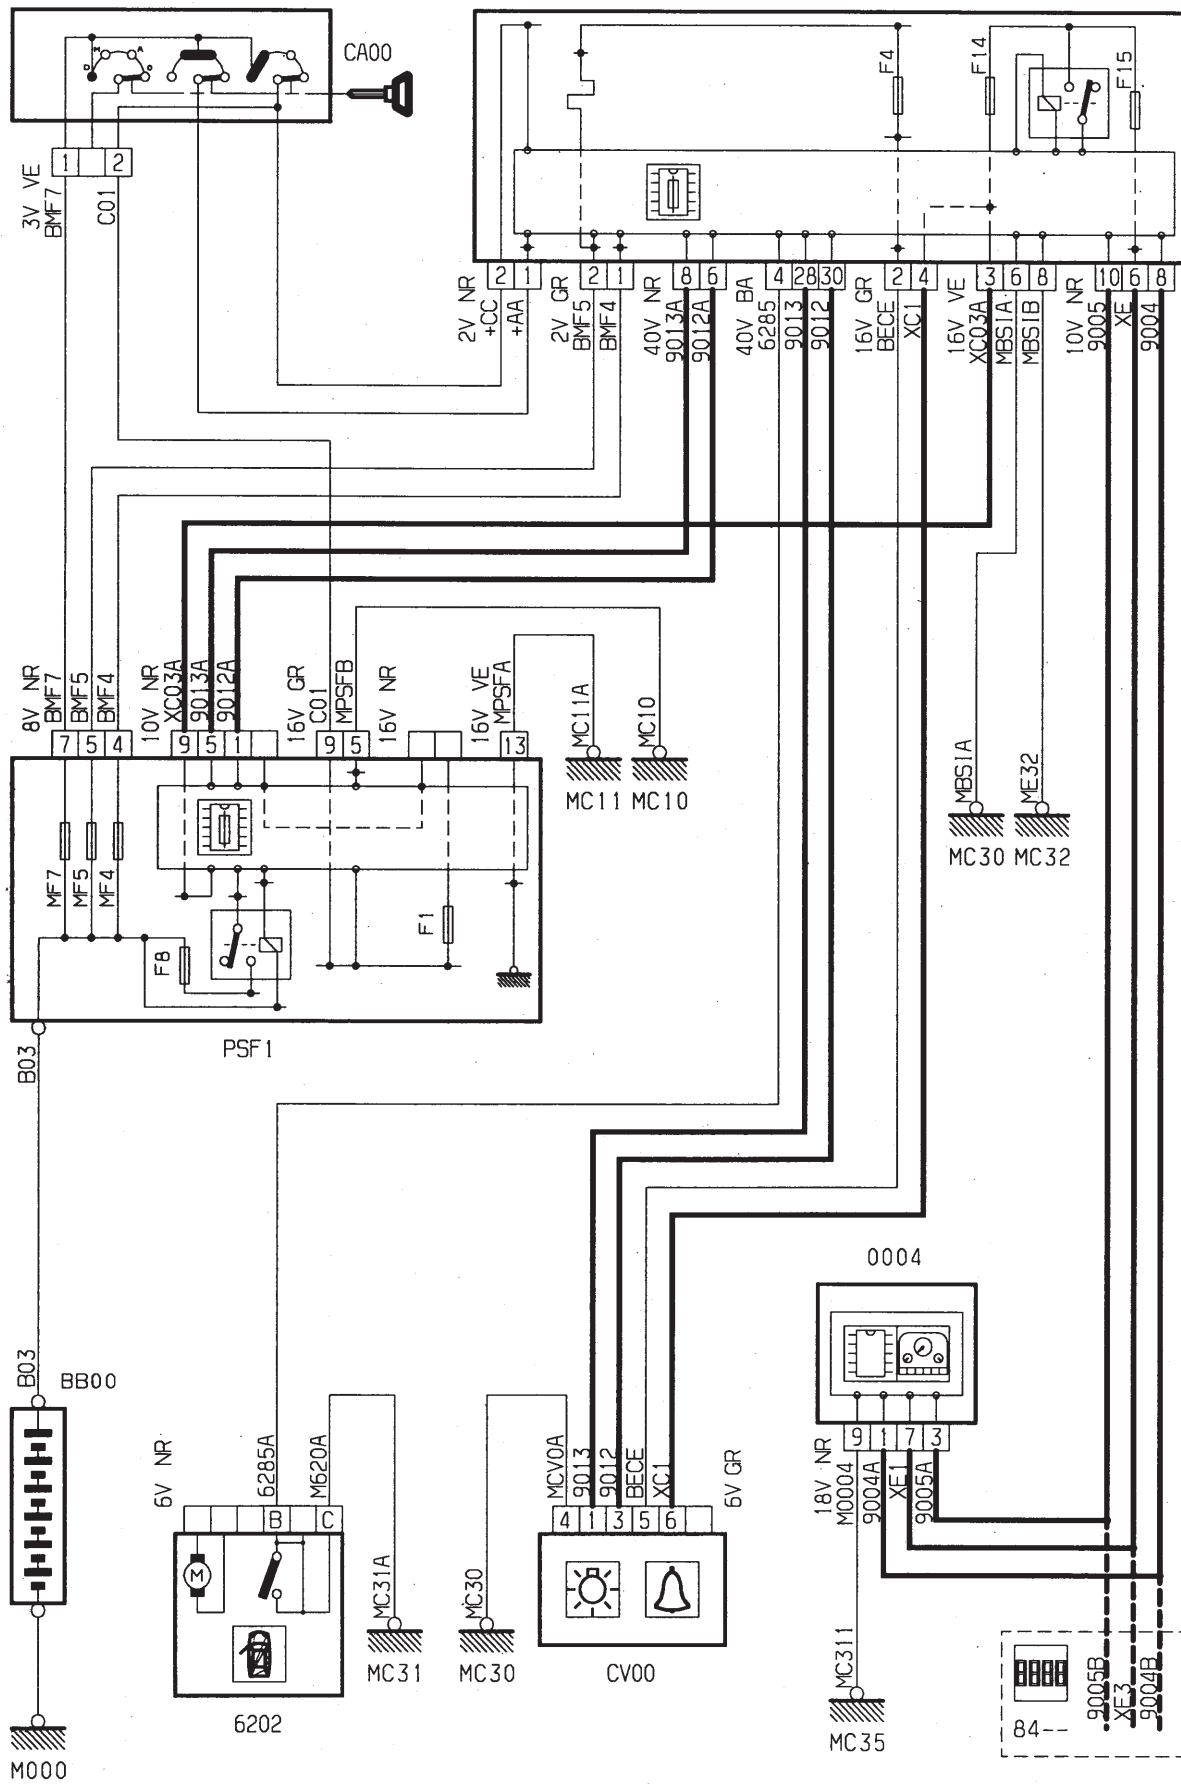 CA00
M A
D O
F4
F14
F15
1 2
3V VE
BMF7
C01
2 1 2 1 8 6 4 28 30 2 4 3 6 8 10 6 8
2V NR
+CC
+AA
2V GR
BMF5
BMF4
40V NR
9013A
9012A
40V BA
6285
9013
9012
16V GR
BECE
XC1
16V VE
XC03A
MBSIA
MBSIB
10V NR
9005
XE
9004
8V NR
BMF7
BMF5
BMF4
10V NR
XC03A
9013A
9012A
16V GR
C01
MPSFB
16V NR
16V VE
MPSFA
MC11A
MC10
7 5 4 9 5 1 9 5 13
MC11 MC10
MBSIA
ME32
MC30 MC32
MF7
MF5
MF4
F8
F1
PSF1
B03
0004
B03
BB00
9 1 7 3
18V NR
M0004
9004A
XE1
9005A
6V NR
6285A
M620A
MCV0A
9013
9012
BECE
XC1
6V GR
B C
4 1 3 5 6
M
MC31A
MC30
MC31 MC30
CV00
6202
MC311
MC35
9005B
XE3
9004B
84--
M000